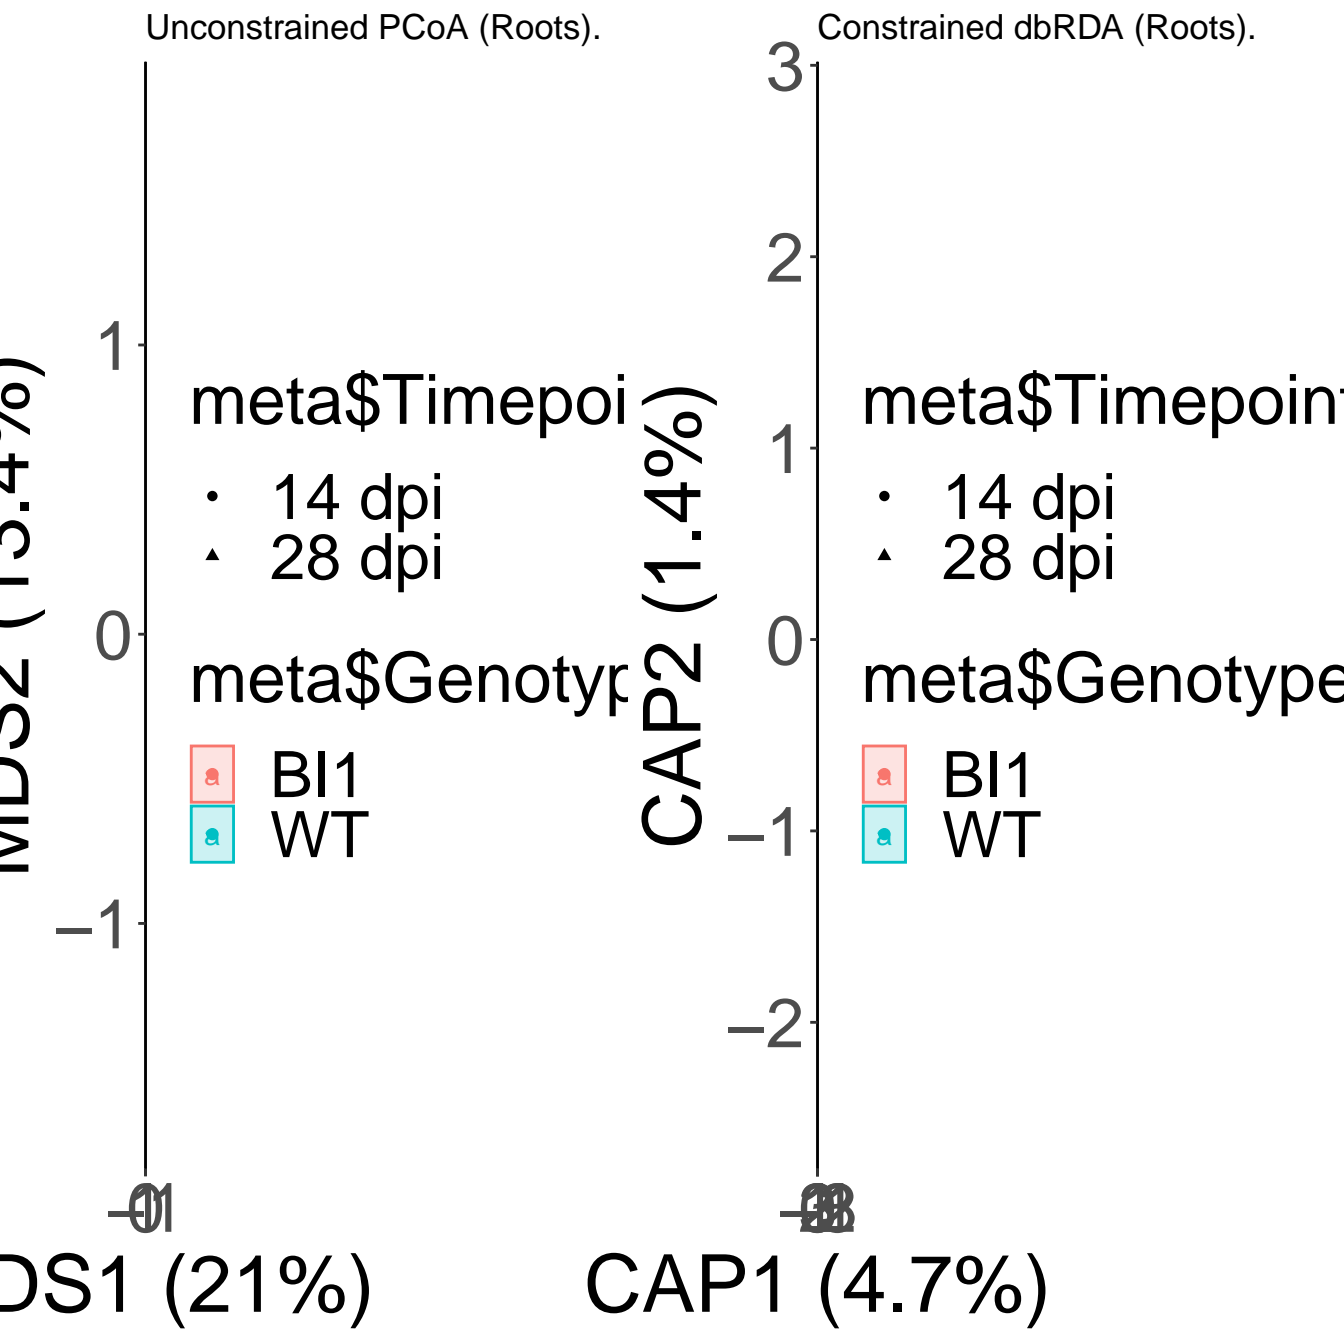 Unconstrained PCoA (Roots).
1
0
−1
meta$Timepoi
14 dpi
28 dpi
meta$Genotyp
a BI1
a WT
DS1 (21%)
Constrained dbRDA (Roots).
CAP2 (1.4%)
3
2
1
0
−1
−2
meta$Timepoint
14 dpi
28 dpi
meta$Genotype
a BI1
a WT
CAP1 (4.7%)